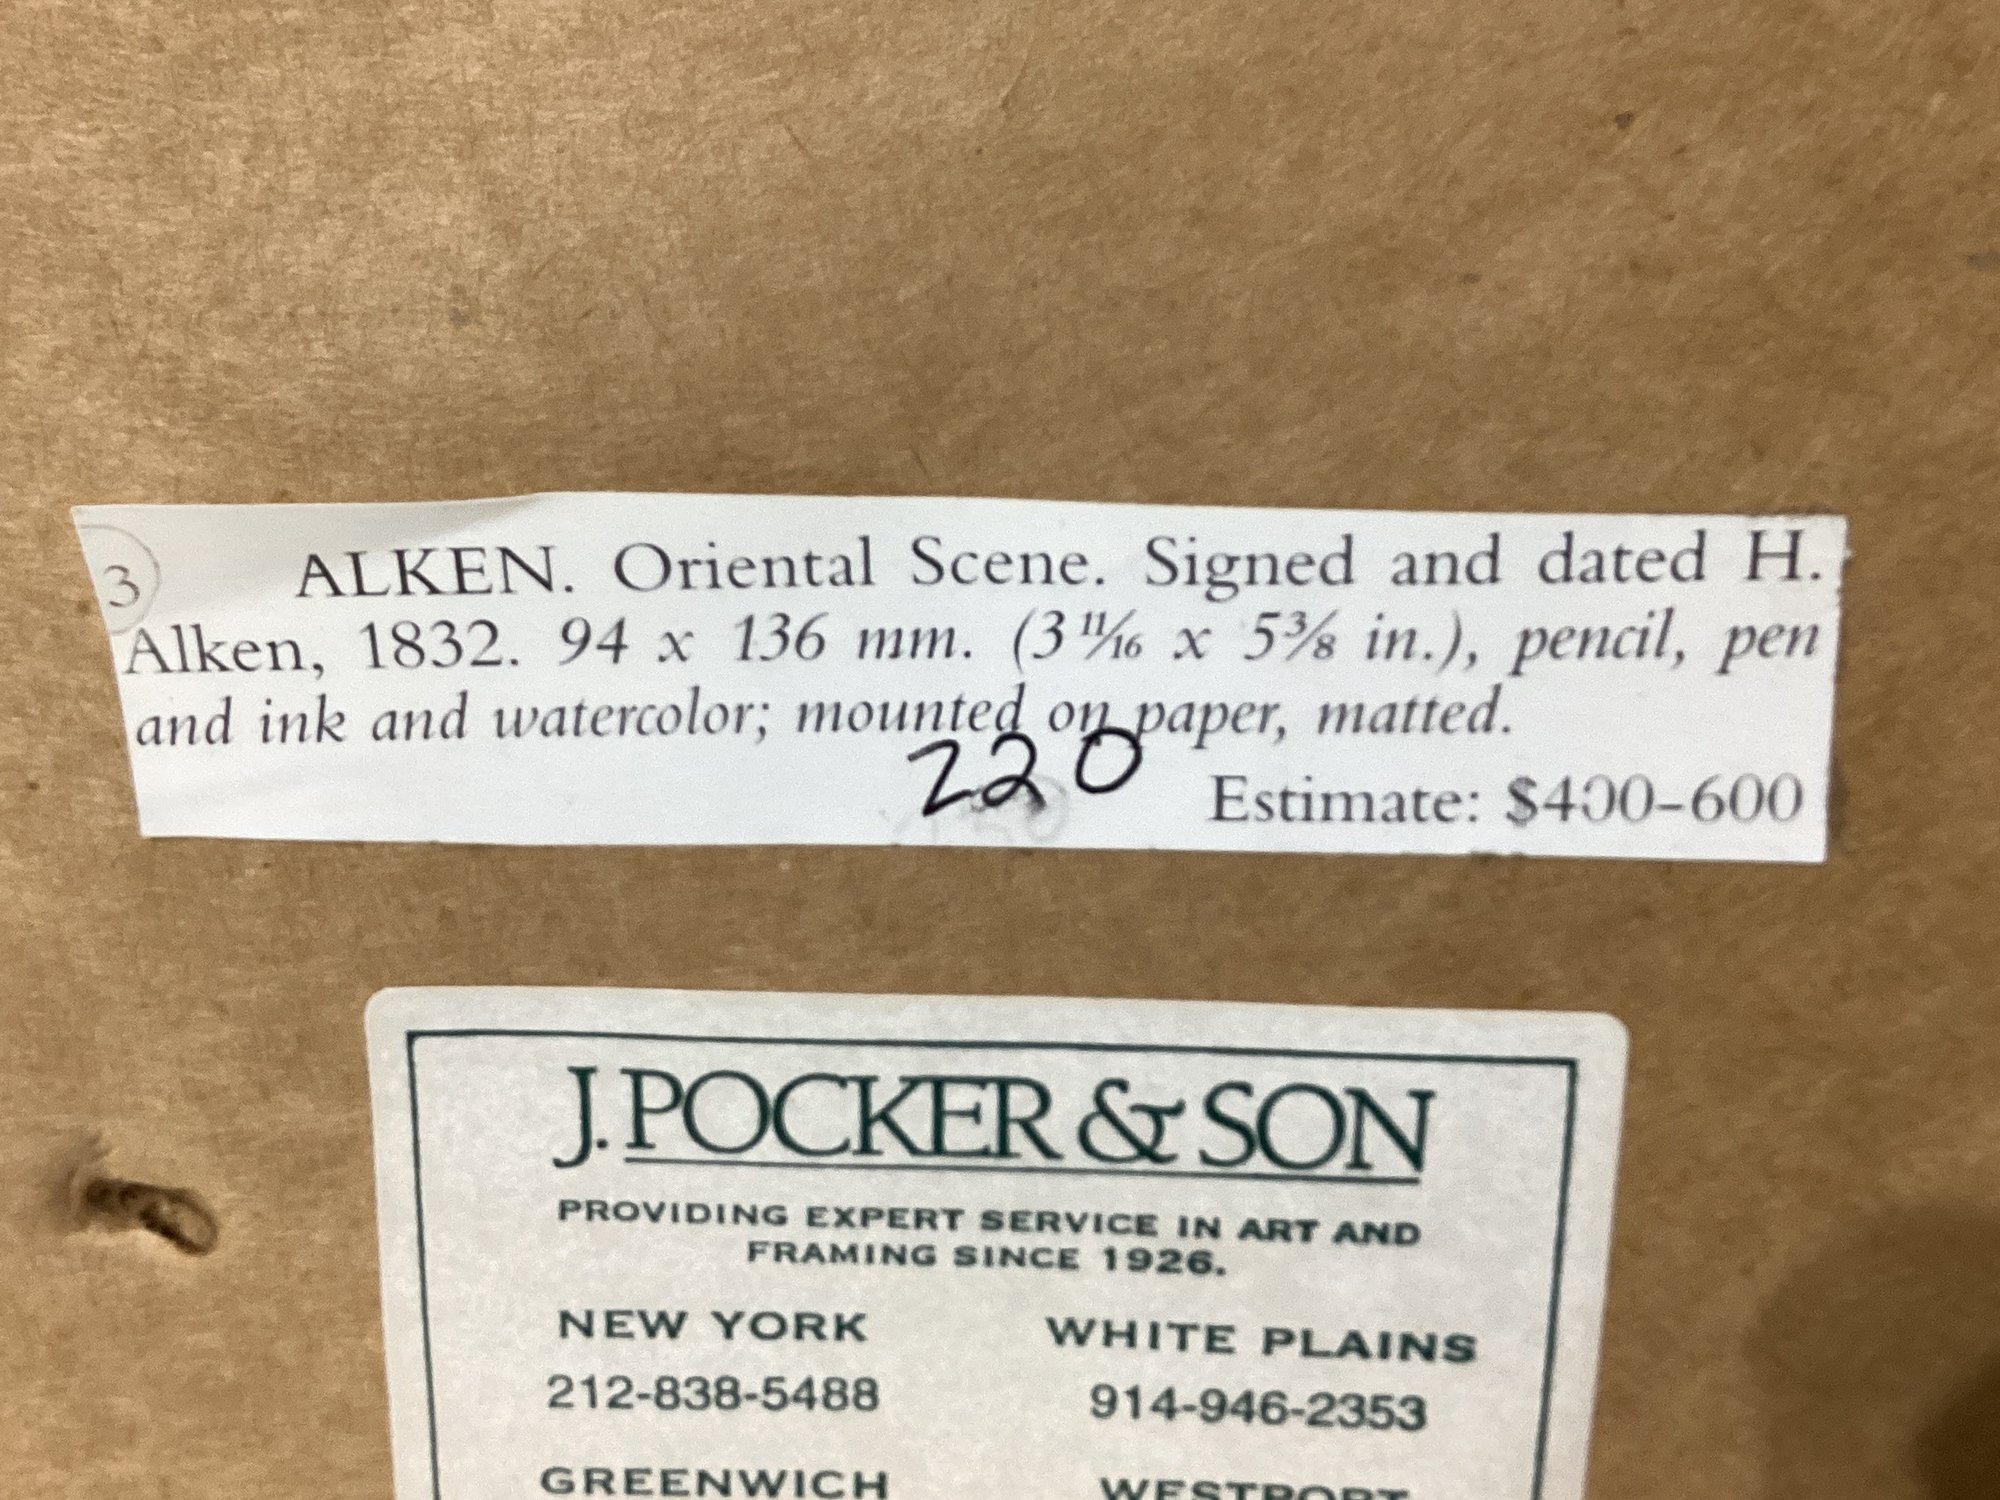 3 ALKEN. Oriental Scene. Signed and dated H.
Alken, 1832. 94 x 136 mm. (3 11/16 x 5 3/8 in.), pencil, pen
and ink and watercolor; mounted on paper, matted.
220
Estimate: $400–600
J. POCKER & SON
PROVIDING EXPERT SERVICE IN ART AND
FRAMING SINCE 1926.
NEW YORK WHITE PLAINS
212-838-5488 914-946-2353
GREENWICH WESTPORT